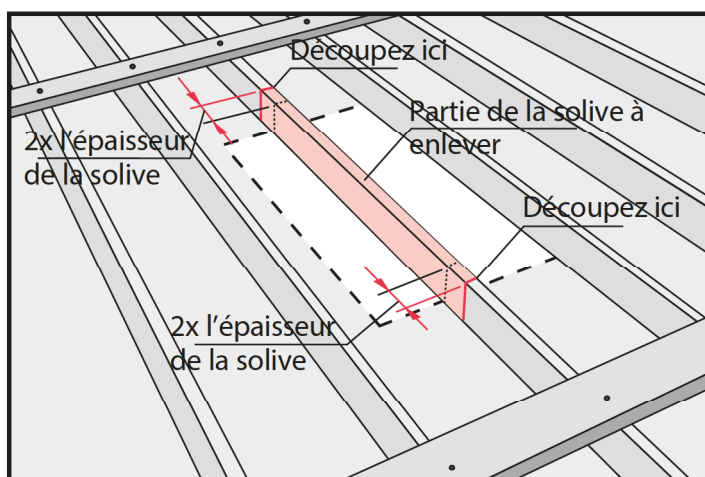 Découpez ici
Partie de la solive à
enlever
2x l'épaisseur
de la solive
Découpez ici
2x l'épaisseur
de la solive